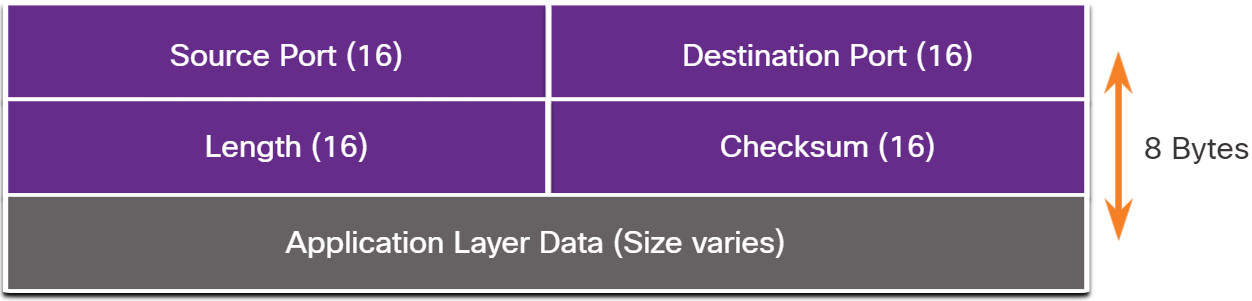 Source Port (16)
Destination Port (16)
Length (16)
Checksum (16)
8 Bytes
Application Layer Data (Size varies)